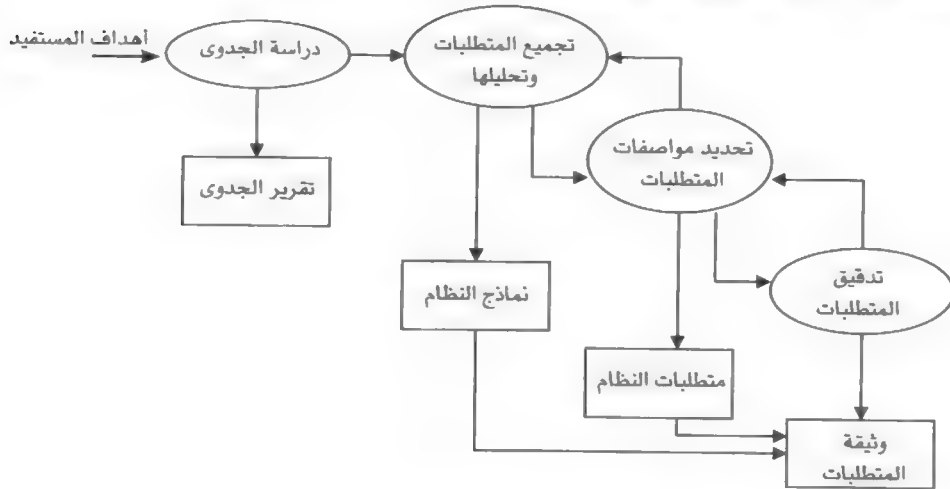 أهداف المستفيد
دراسة الجدوى
تجميع المتطلبات
وتحليلها
تحديد مواصفات
المتطلبات
تقرير الجدوى
تدقيق
المتطلبات
نماذج النظام
متطلبات النظام
وثيقة
المتطلبات